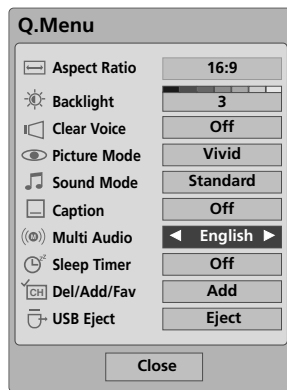 Q.Menu
Aspect Ratio 16:9
Backlight 3
Clear Voice Off
Picture Mode Vivid
Sound Mode Standard
Caption Off
Multi Audio ◀ English ▶
Sleep Timer Off
CH Del/Add/Fav Add
USB Eject Eject
Close